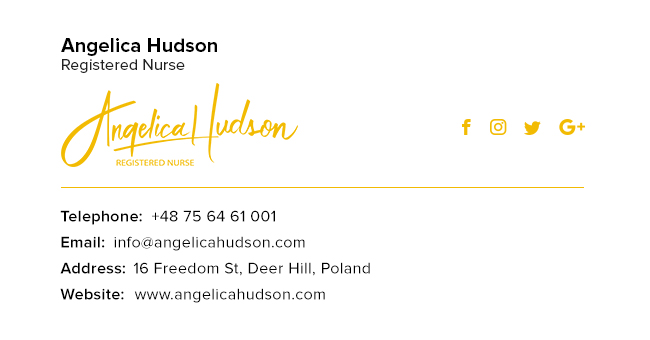 Angelica Hudson
Registered Nurse
Angelica Hudson
REGISTERED NURSE
Telephone: +48 75 64 61 001
Email: info@angelicahudson.com
Address: 16 Freedom St, Deer Hill, Poland
Website: www.angelicahudson.com